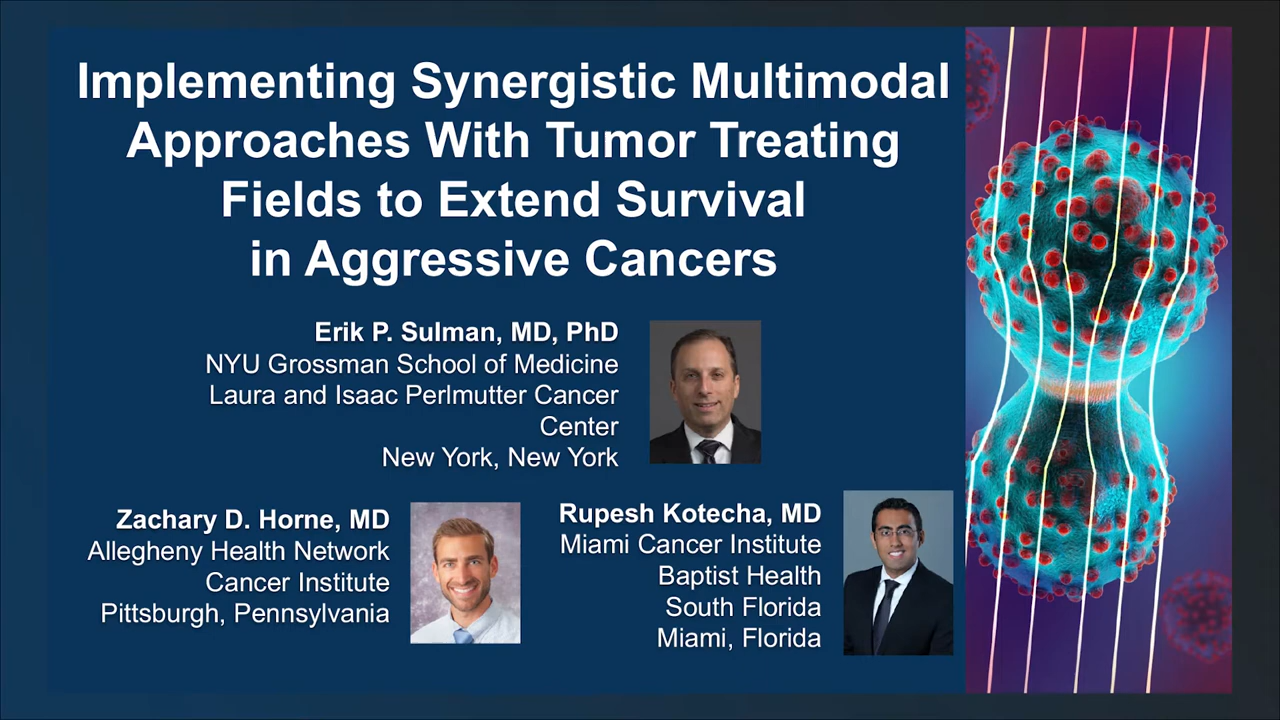 Implementing Synergistic Multimodal
Approaches With Tumor Treating
Fields to Extend Survival
in Aggressive Cancers
Erik P. Sulman, MD, PhD
NYU Grossman School of Medicine
Laura and Isaac Perlmutter Cancer
Center
New York, New York
Zachary D. Horne, MD
Allegheny Health Network
Cancer Institute
Pittsburgh, Pennsylvania
Rupesh Kotecha, MD
Miami Cancer Institute
Baptist Health
South Florida
Miami, Florida